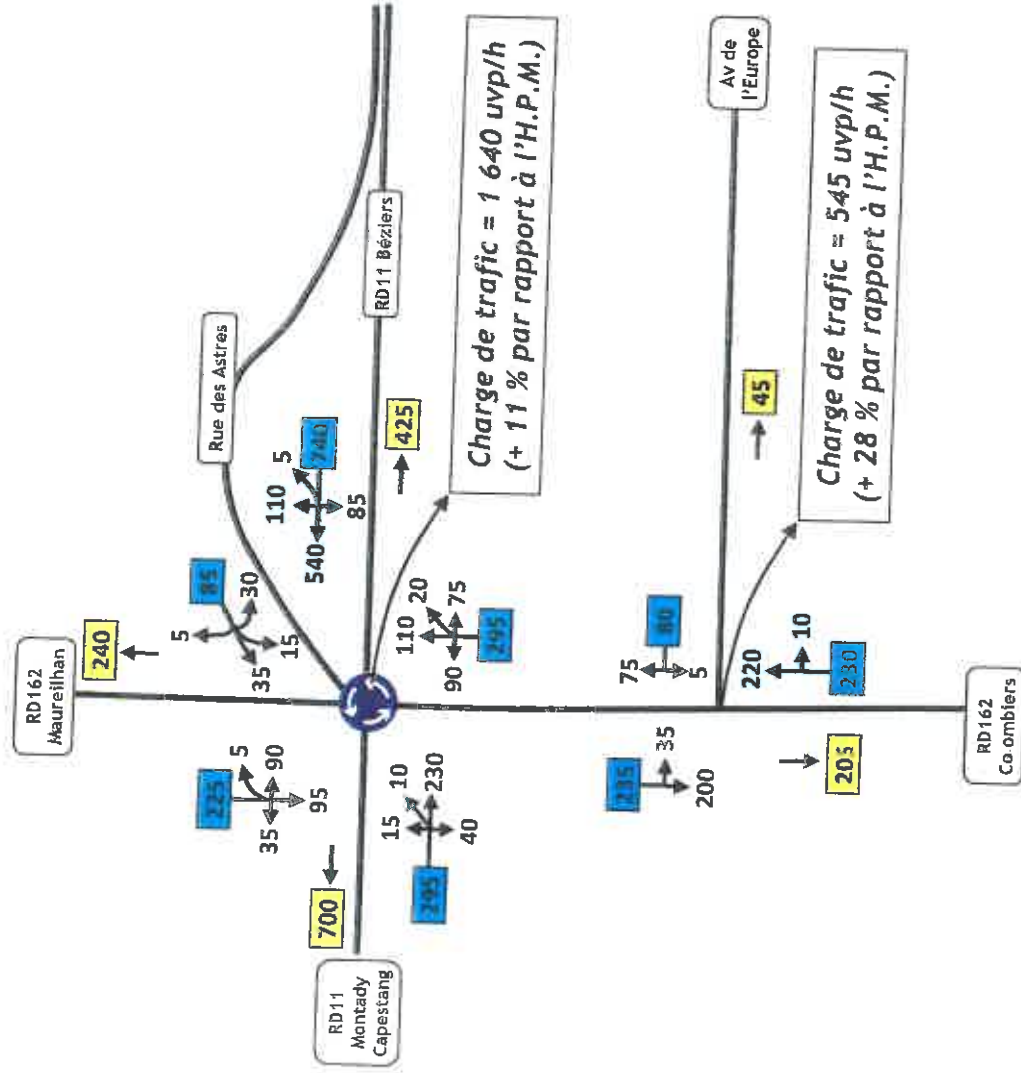 RD162
Maureilhan
240
Rue des Astres
225
5
90
35
95
85
5
30
35
15
110
5
740
540
85
700
RD11
Montady
Capestang
RD11 Béziers
425
15
10
230
295
40
110
20
75
90
295
Charge de trafic = 1 640 uvp/h
(+ 11 % par rapport à l'H.P.M.)
Av de
l'Europe
75
80
5
45
235
35
200
220
10
230
205
Charge de trafic = 545 uvp/h
(+ 28 % par rapport à l'H.P.M.)
RD162
Co ombiers